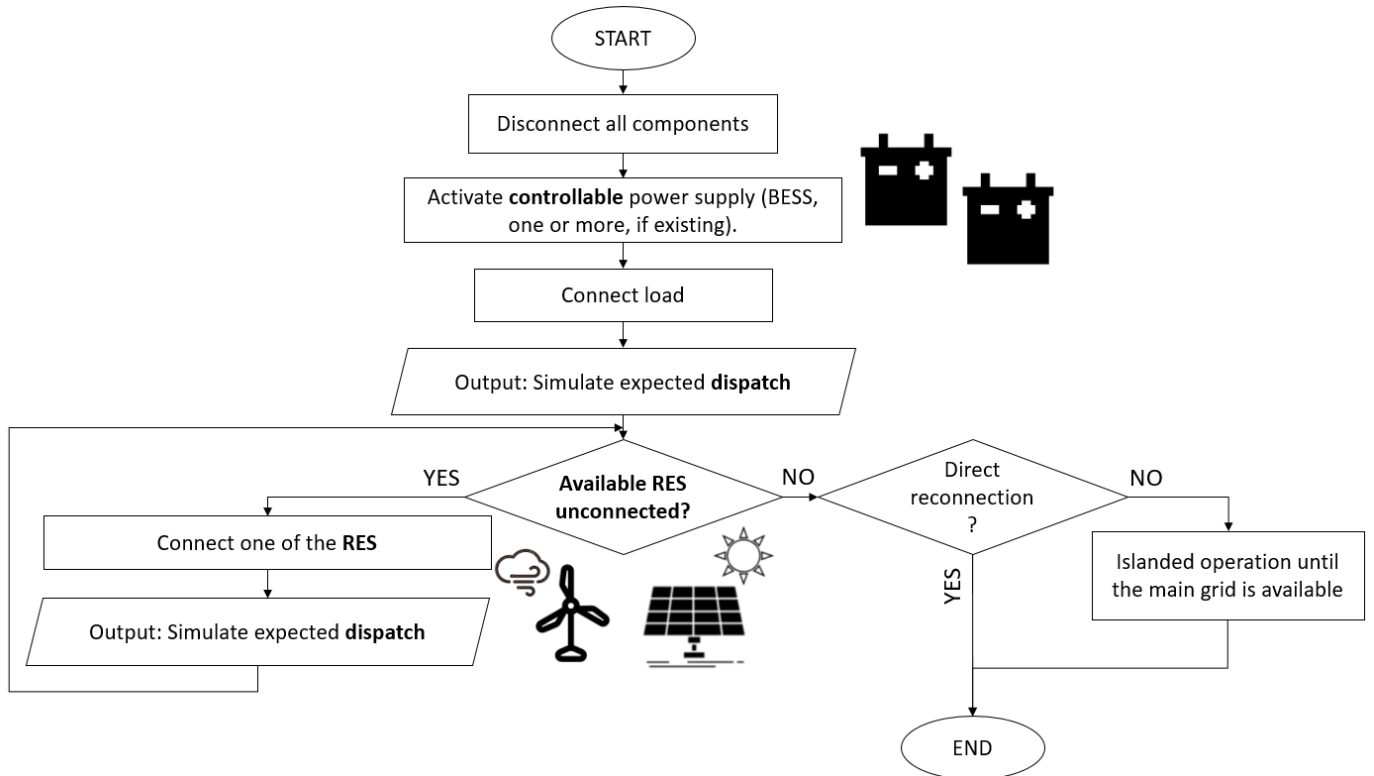 START
Disconnect all components
Activate controllable power supply (BESS,
one or more, if existing).
Connect load
Output: Simulate expected dispatch
YES
Available RES
unconnected?
NO
Direct
reconnection
?
NO
Connect one of the RES
Islanded operation until
the main grid is available
YES
Output: Simulate expected dispatch
END